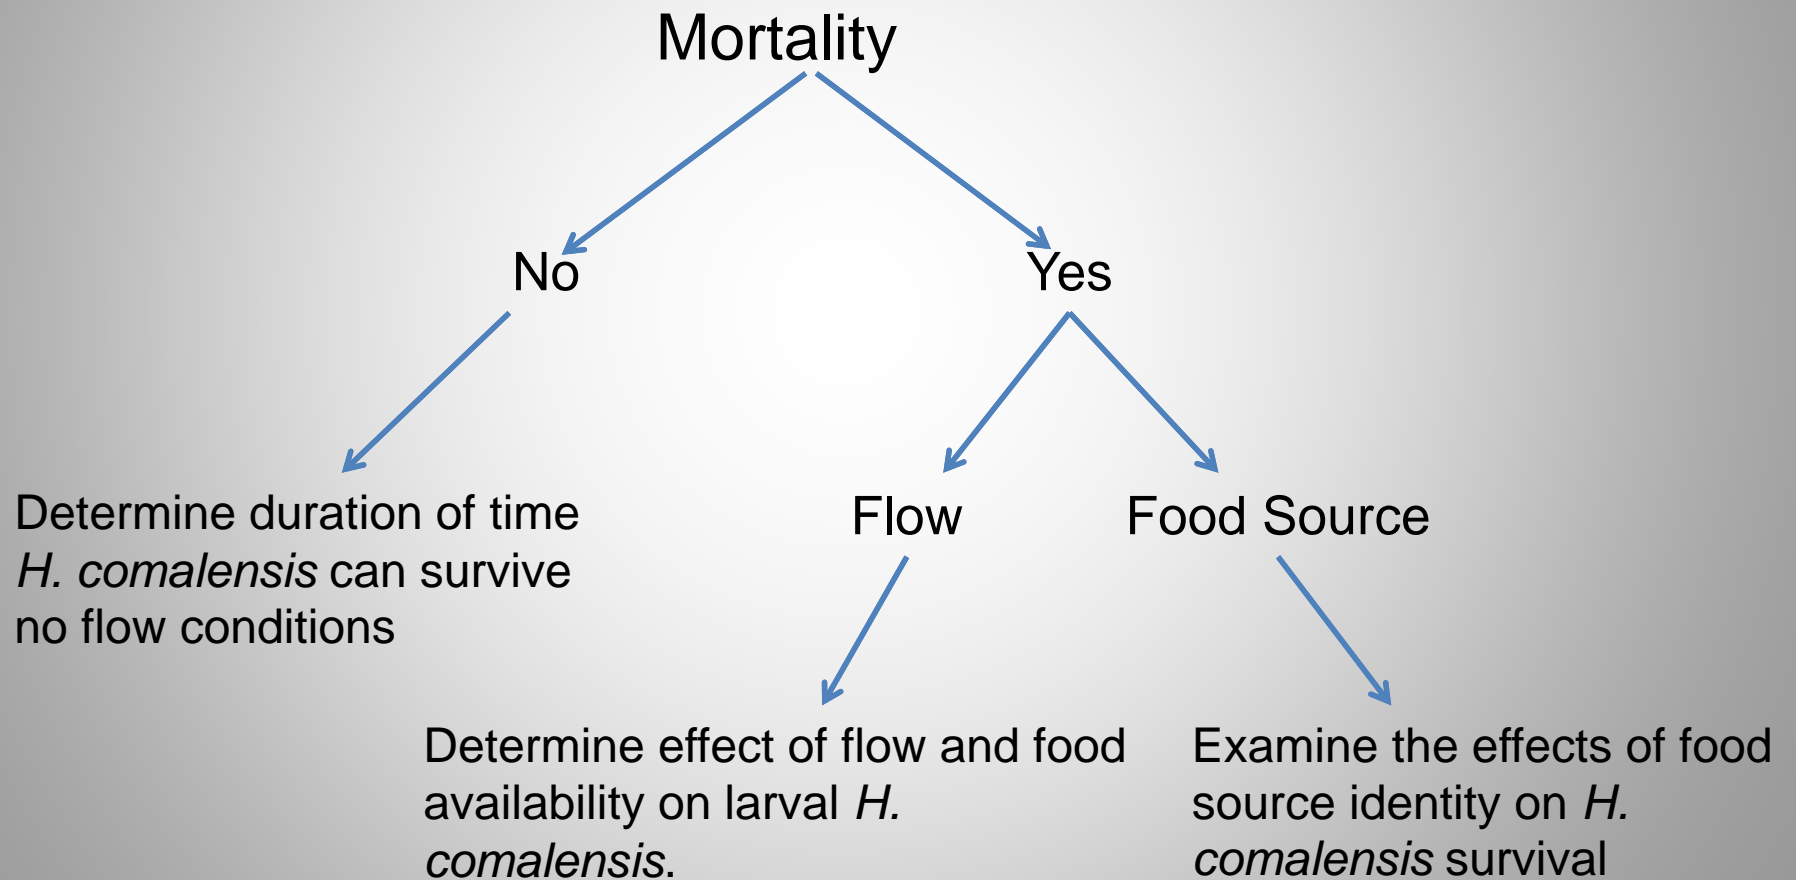 Mortality
No
Yes
Determine duration of time
H. comalensis can survive
no flow conditions
Flow
Food Source
Determine effect of flow and food
availability on larval H.
comalensis.
Examine the effects of food
source identity on H.
comalensis survival